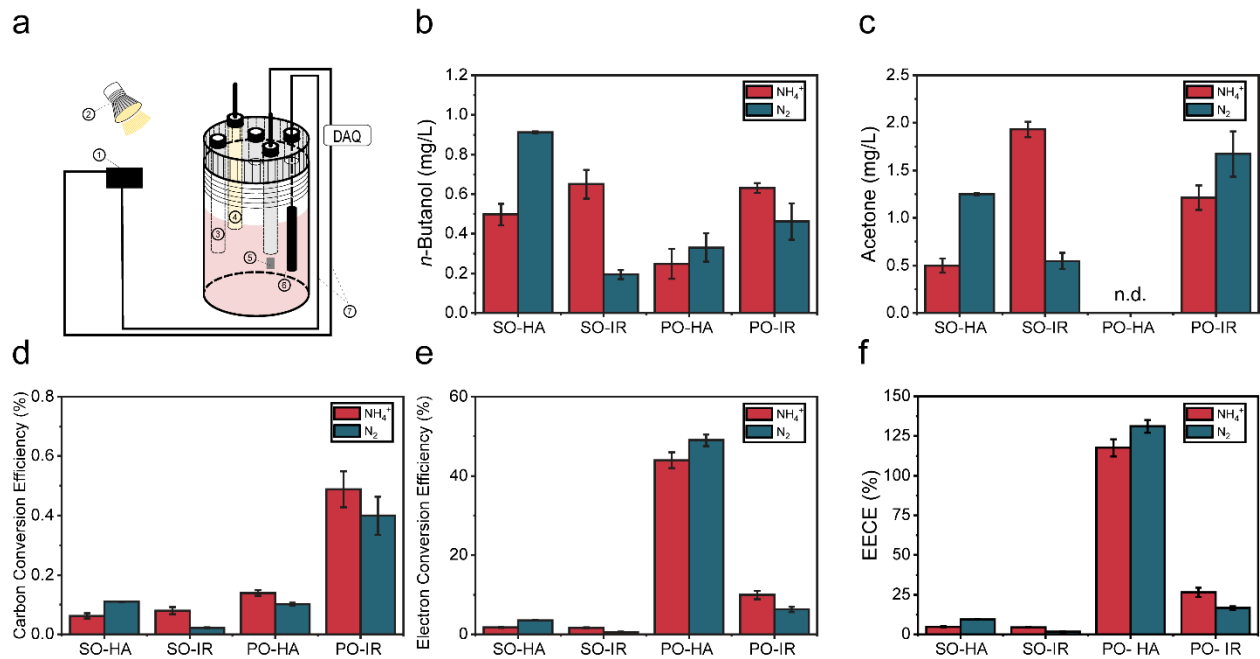 a
②
①
DAQ
③
④
⑤
⑥
⑦
b
n-Butanol (mg/L)
1.2
1.0
0.8
0.6
0.4
0.2
0.0
NH₄⁺
N₂
SO-HA SO-IR PO-HA PO-IR
c
Acetone (mg/L)
2.5
2.0
1.5
1.0
0.5
0.0
NH₄⁺
N₂
n.d.
SO-HA SO-IR PO-HA PO-IR
d
Carbon Conversion Efficiency (%)
0.8
0.6
0.4
0.2
0.0
NH₄⁺
N₂
SO-HA SO-IR PO-HA PO-IR
e
Electron Conversion Efficiency (%)
60
40
20
0
NH₄⁺
N₂
SO-HA SO-IR PO-HA PO-IR
f
EECE (%)
150
125
100
75
50
25
0
NH₄⁺
N₂
SO-HA SO-IR PO- HA PO- IR